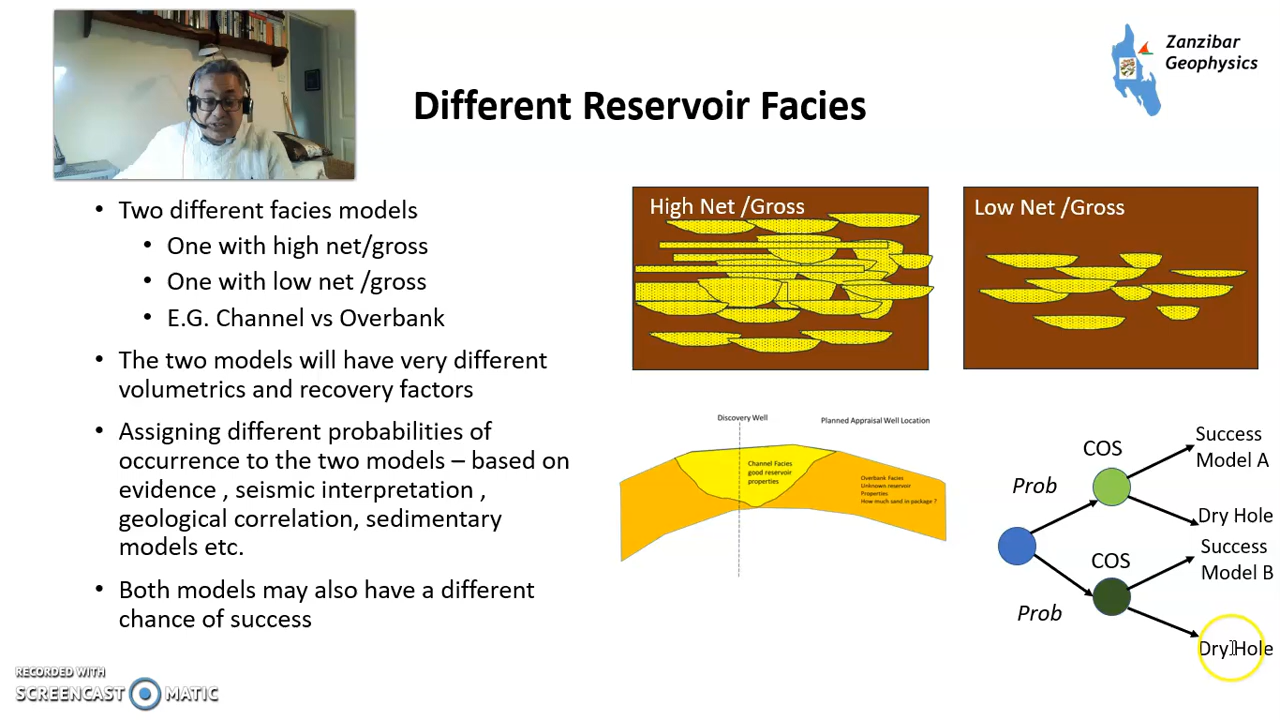 Zanzibar
Geophysics
Different Reservoir Facies
• Two different facies models
• One with high net/gross
• One with low net /gross
• E.G. Channel vs Overbank
• The two models will have very different
volumetrics and recovery factors
• Assigning different probabilities of
occurrence to the two models – based on
evidence , seismic interpretation ,
geological correlation, sedimentary
models etc.
• Both models may also have a different
chance of success
High Net /Gross
Low Net /Gross
Discovery Well
Planned Appraisal Well Location
Channel Facies
good reservoir
properties
Overbank Facies
Unknown reservoir
Properties
How much sand in package ?
COS
Success
Model A
Prob
Dry Hole
COS
Success
Model B
Prob
Dry Hole
RECORDED WITH
SCREENCAST MATIC